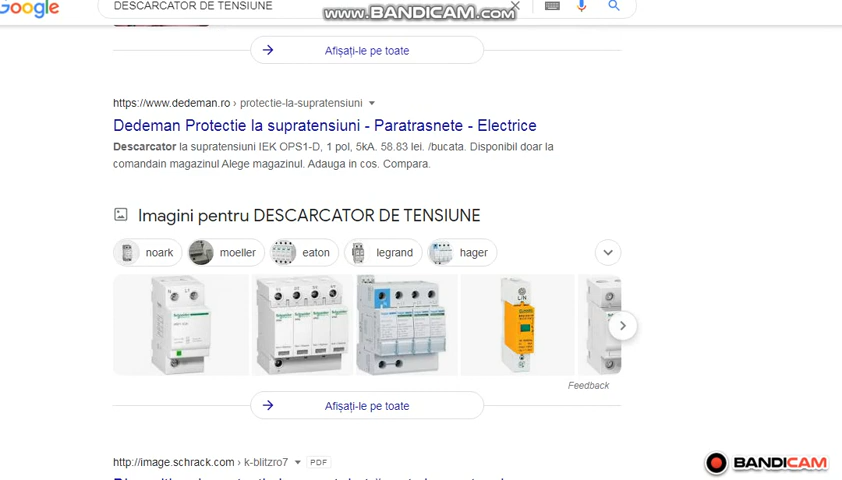 Google
DESCARCATOR DE TENSIUNE
www.BANDICAM.com
Afișați-le pe toate
https://www.dedeman.ro › protectie-la-supratensiuni
Dedeman Protectie la supratensiuni - Paratrasnete - Electrice
Descarcator la supratensiuni IEK OPS1-D, 1 pol, 5kA. 58.83 lei. /bucata. Disponibil doar la
comandain magazinul Alege magazinul. Adauga in cos. Compara.
Imagini pentru DESCARCATOR DE TENSIUNE
noark
moeller
eaton
legrand
hager
L/N
Feedback
Afișați-le pe toate
http://image.schrack.com › k-blitzro7
PDF
BANDICAM